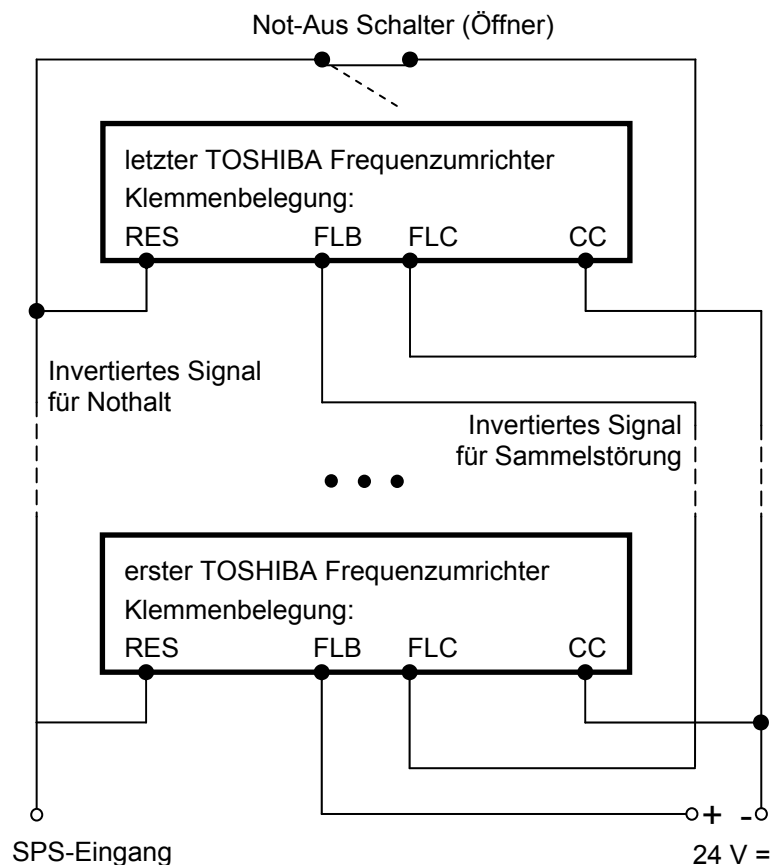 Not-Aus Schalter (Öffner)
letzter TOSHIBA Frequenzumrichter
Klemmenbelegung:
RES FLB FLC CC
Invertiertes Signal
für Nothalt
Invertiertes Signal
für Sammelstörung
erster TOSHIBA Frequenzumrichter
Klemmenbelegung:
RES FLB FLC CC
+ -
SPS-Eingang
24 V =